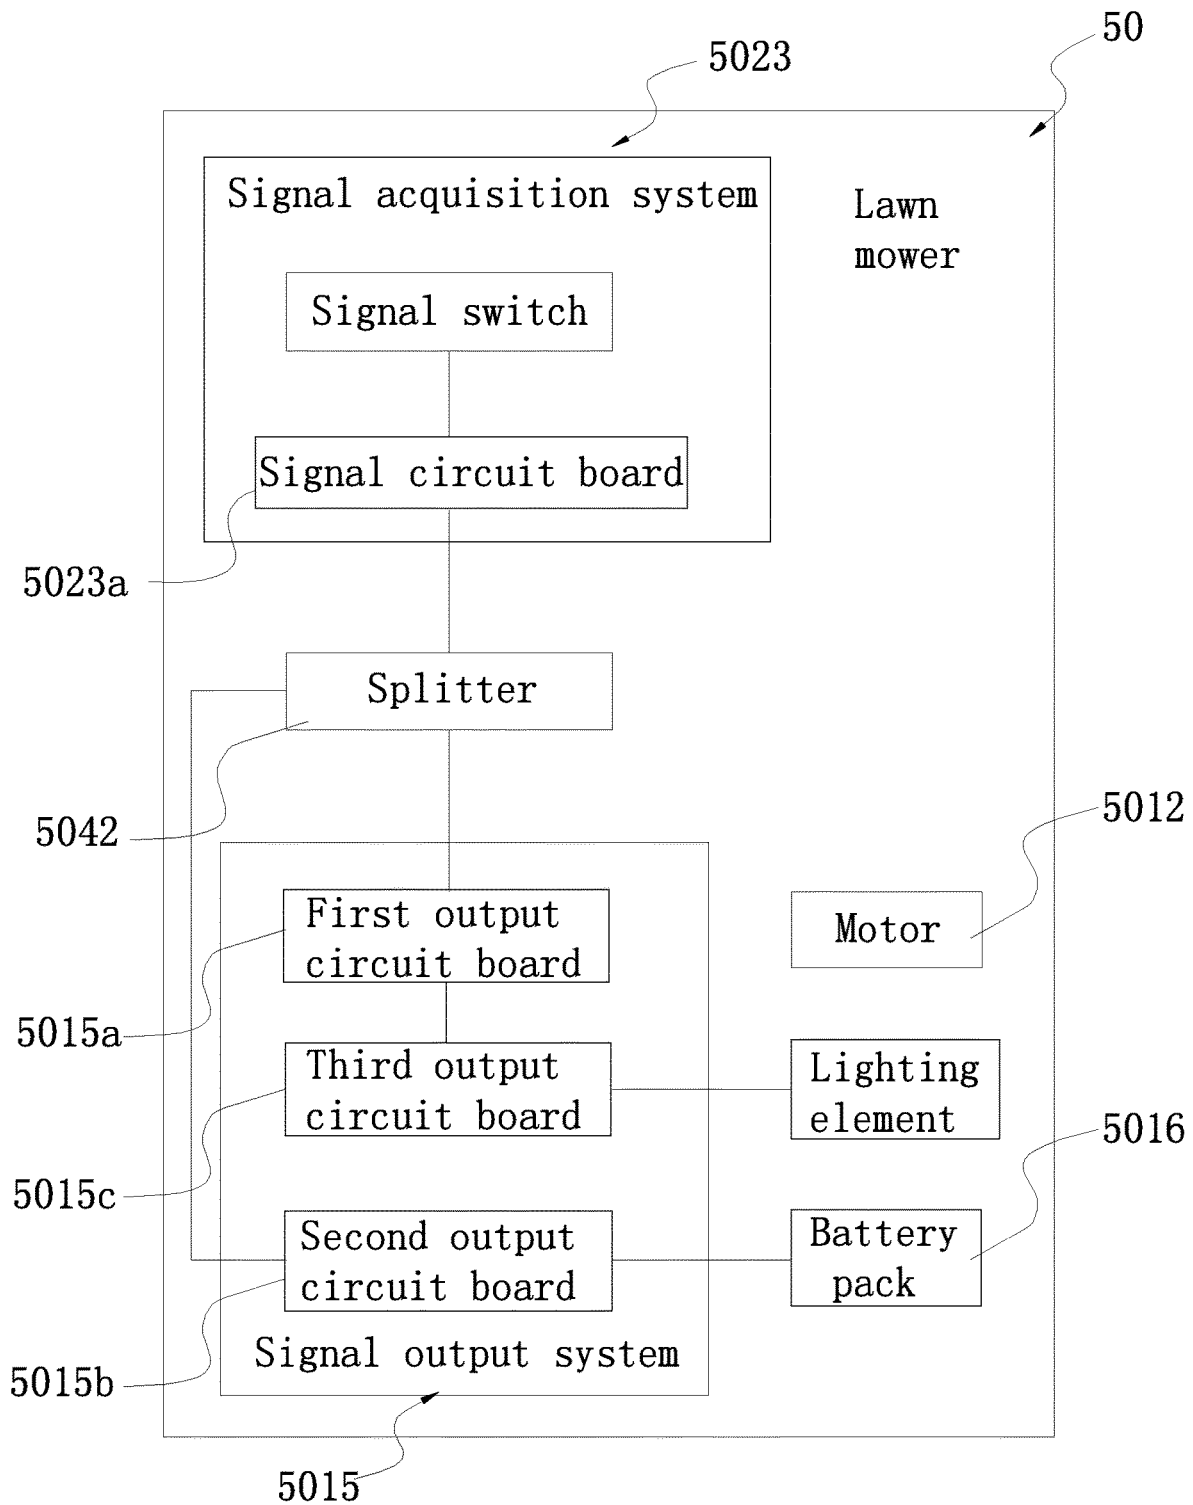 50
5023
Signal acquisition system
Lawn
mower
Signal switch
Signal circuit board
5023a
Splitter
5042
5012
First output
circuit board
Motor
5015a
Third output
circuit board
Lighting
element
5016
5015c
Second output
circuit board
Battery
pack
Signal output system
5015b
5015